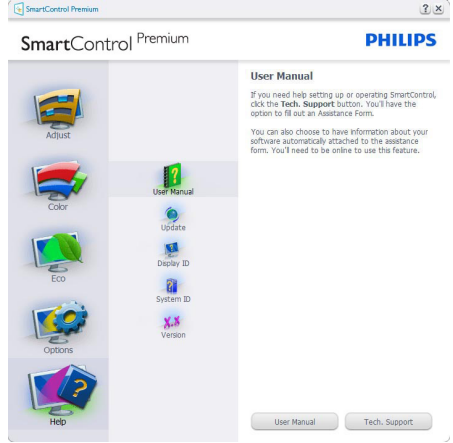 SmartControl Premium
SmartControl Premium
PHILIPS
Adjust
Color
Eco
Options
Help
User Manual
Update
Display ID
System ID
X.X
Version
User Manual
If you need help setting up or operating SmartControl,
click the Tech. Support button. You'll have the
option to fill out an Assistance Form.
You can also choose to have information about your
software automatically attached to the assistance
form. You'll need to be online to use this feature.
User Manual
Tech. Support